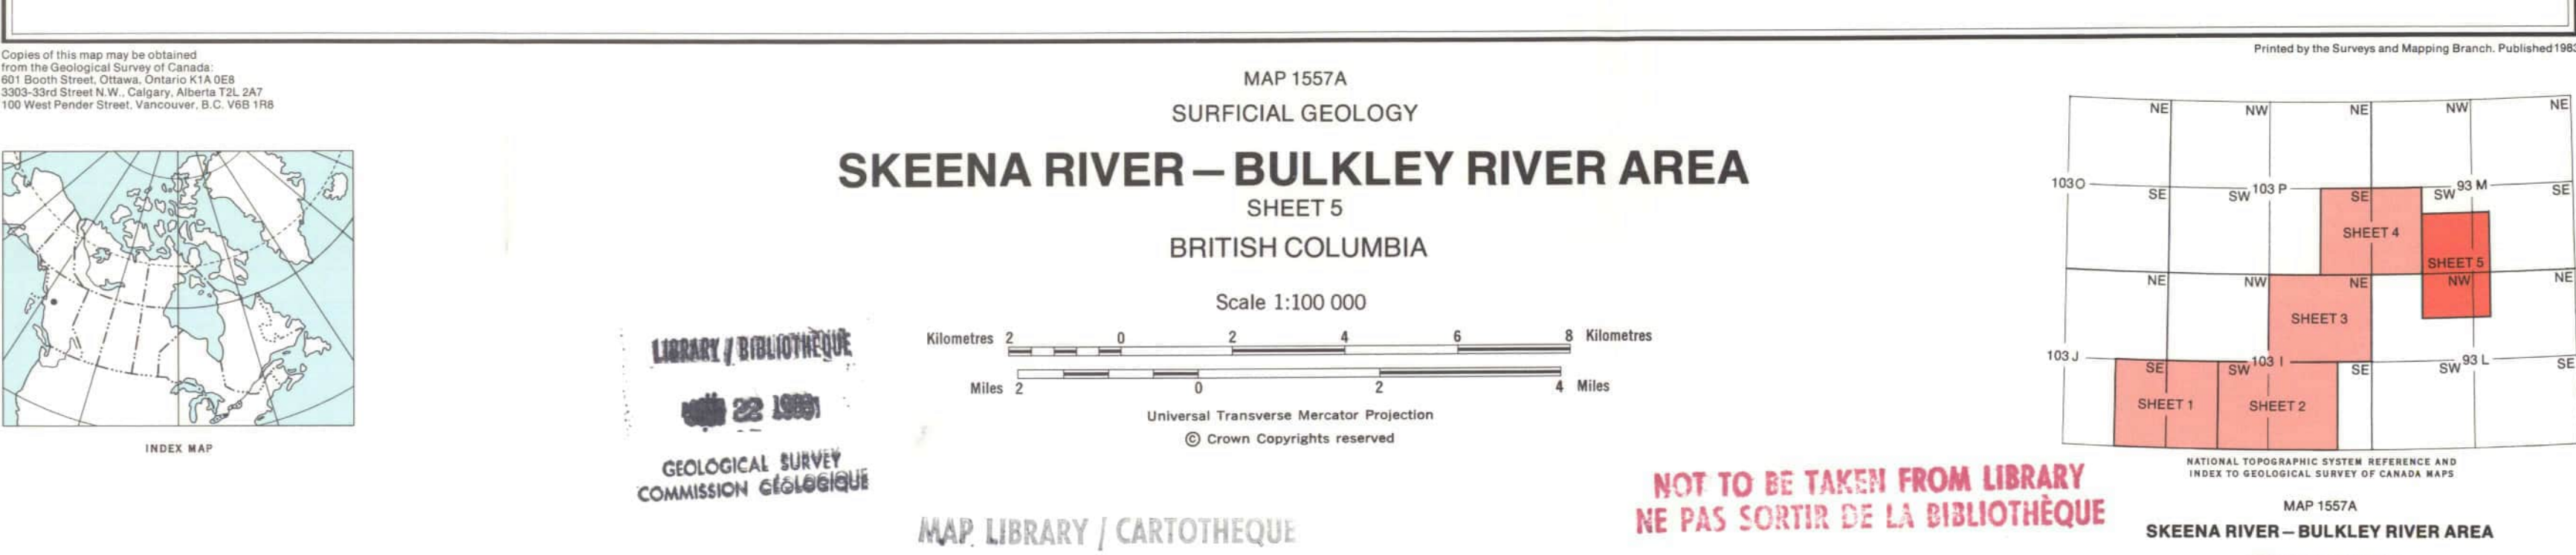 Copies of this map may be obtained
from the Geological Survey of Canada:
601 Booth Street, Ottawa, Ontario K1A 0E8
3303-33rd Street N.W., Calgary, Alberta T2L 2A7
100 West Pender Street, Vancouver, B.C. V6B 1R8
INDEX MAP
MAP 1557A
SURFICIAL GEOLOGY
SKEENA RIVER – BULKLEY RIVER AREA
SHEET 5
BRITISH COLUMBIA
Scale 1:100 000
Kilometres 2 0 2 4 6 8 Kilometres
Miles 2 0 2 4 Miles
Universal Transverse Mercator Projection
© Crown Copyrights reserved
LIBRARY / BIBLIOTHÈQUE
22
GEOLOGICAL SURVEY
COMMISSION GÉOLOGIQUE
MAP LIBRARY / CARTOTHEQUE
NOT TO BE TAKEN FROM LIBRARY
NE PAS SORTIR DE LA BIBLIOTHÈQUE
Printed by the Surveys and Mapping Branch. Published 1983
NE NW NE NW NE
103 O 103 P 93 M
SE SW SE SW SE
SHEET 4
SHEET 5
NE NW NE NW NE
SHEET 3
103 J 103 I 93 L
SE SW SE SW SE
SHEET 1 SHEET 2
NATIONAL TOPOGRAPHIC SYSTEM REFERENCE AND
INDEX TO GEOLOGICAL SURVEY OF CANADA MAPS
MAP 1557A
SKEENA RIVER – BULKLEY RIVER AREA